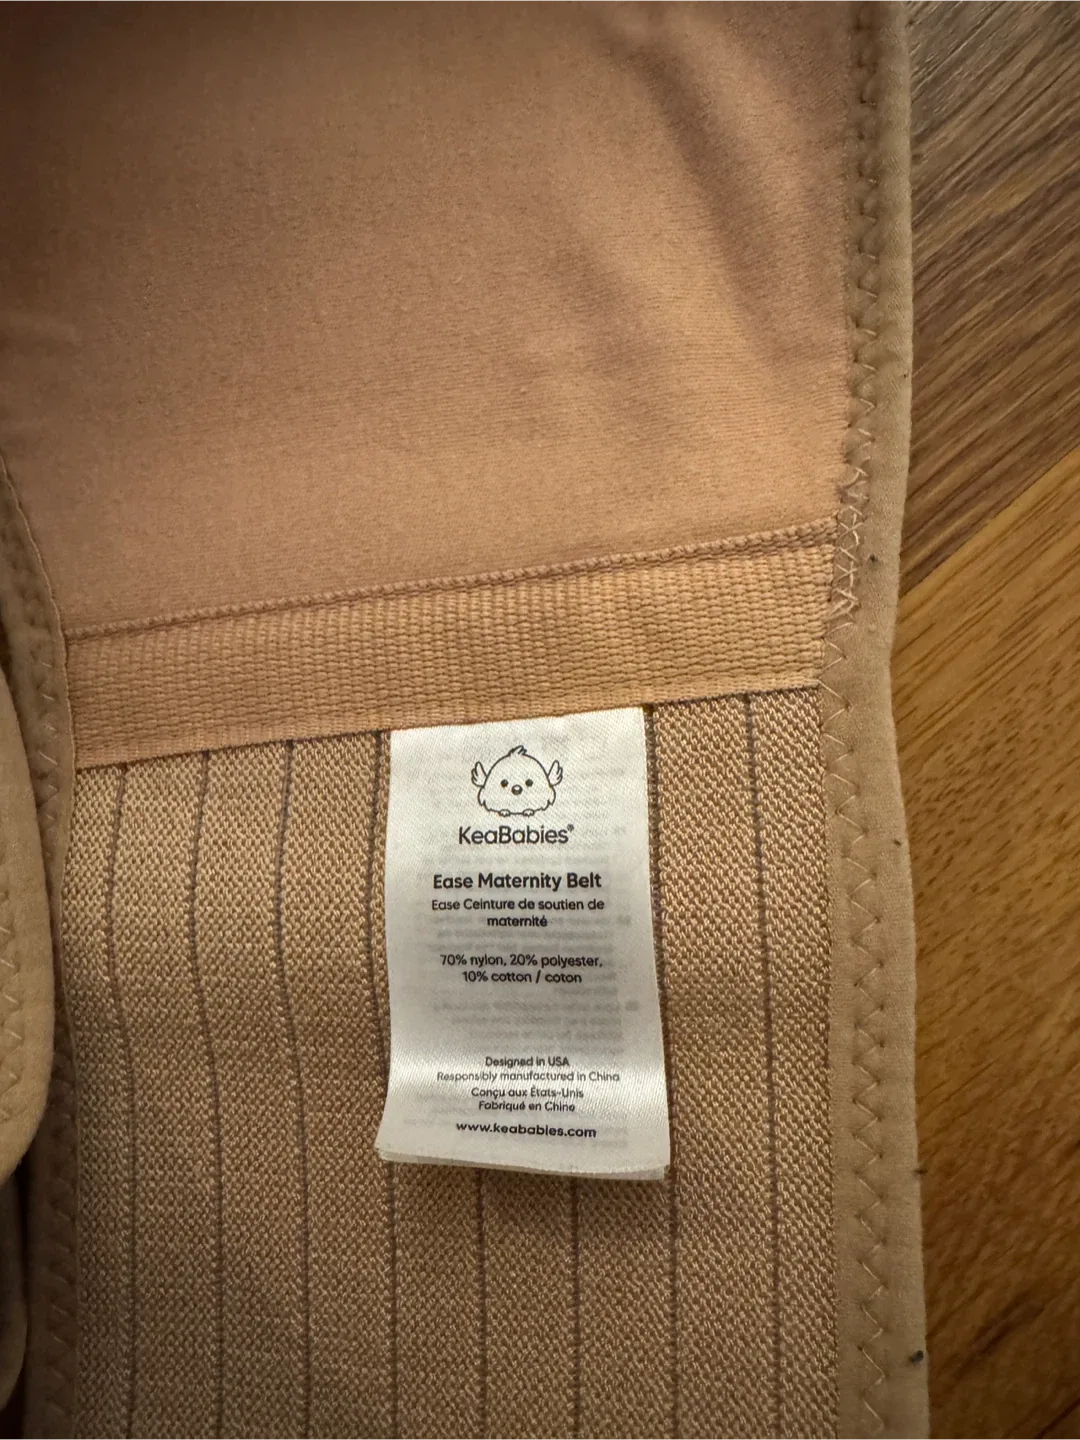 KeaBabies®
Ease Maternity Belt
Ease Ceinture de soutien de
maternité
70% nylon, 20% polyester,
10% cotton / coton
Designed in USA
Responsibly manufactured in China
Conçu aux États-Unis
Fabriqué en Chine
www.keababies.com